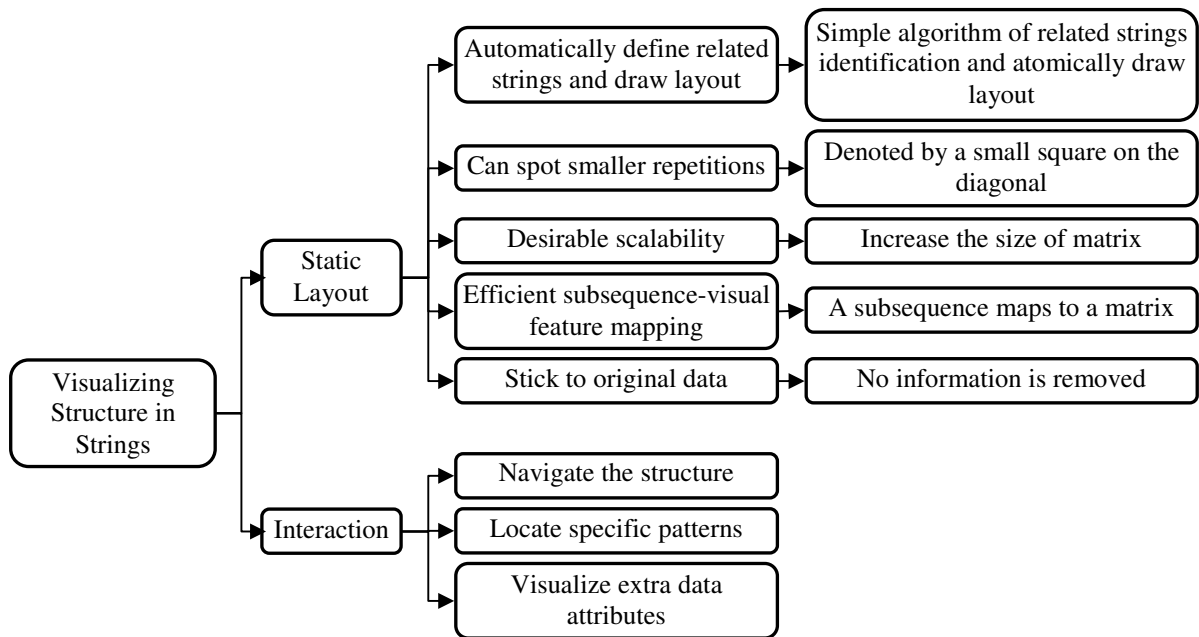 Automatically define related
strings and draw layout
Simple algorithm of related strings
identification and atomically draw
layout
Can spot smaller repetitions
Denoted by a small square on the
diagonal
Static
Layout
Desirable scalability
Increase the size of matrix
Efficient subsequence-visual
feature mapping
A subsequence maps to a matrix
Visualizing
Structure in
Strings
Stick to original data
No information is removed
Interaction
Navigate the structure
Locate specific patterns
Visualize extra data
attributes